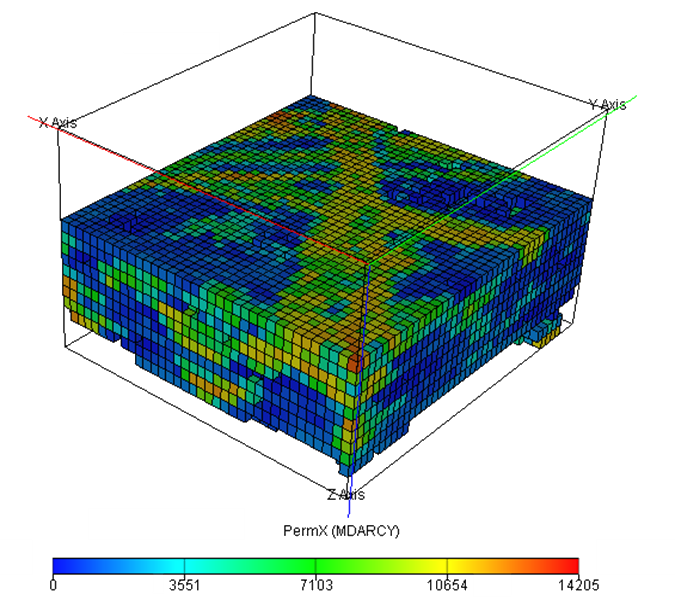 Y Axis
X Axis
Z Axis
PermX (MDARCY)
0 3551 7103 10654 14205